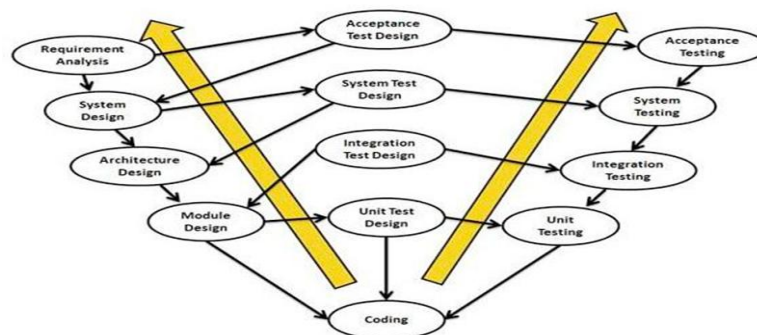 Requirement
Analysis
Acceptance
Test Design
Acceptance
Testing
System
Design
System Test
Design
System
Testing
Architecture
Design
Integration
Test Design
Integration
Testing
Module
Design
Unit Test
Design
Unit
Testing
Coding